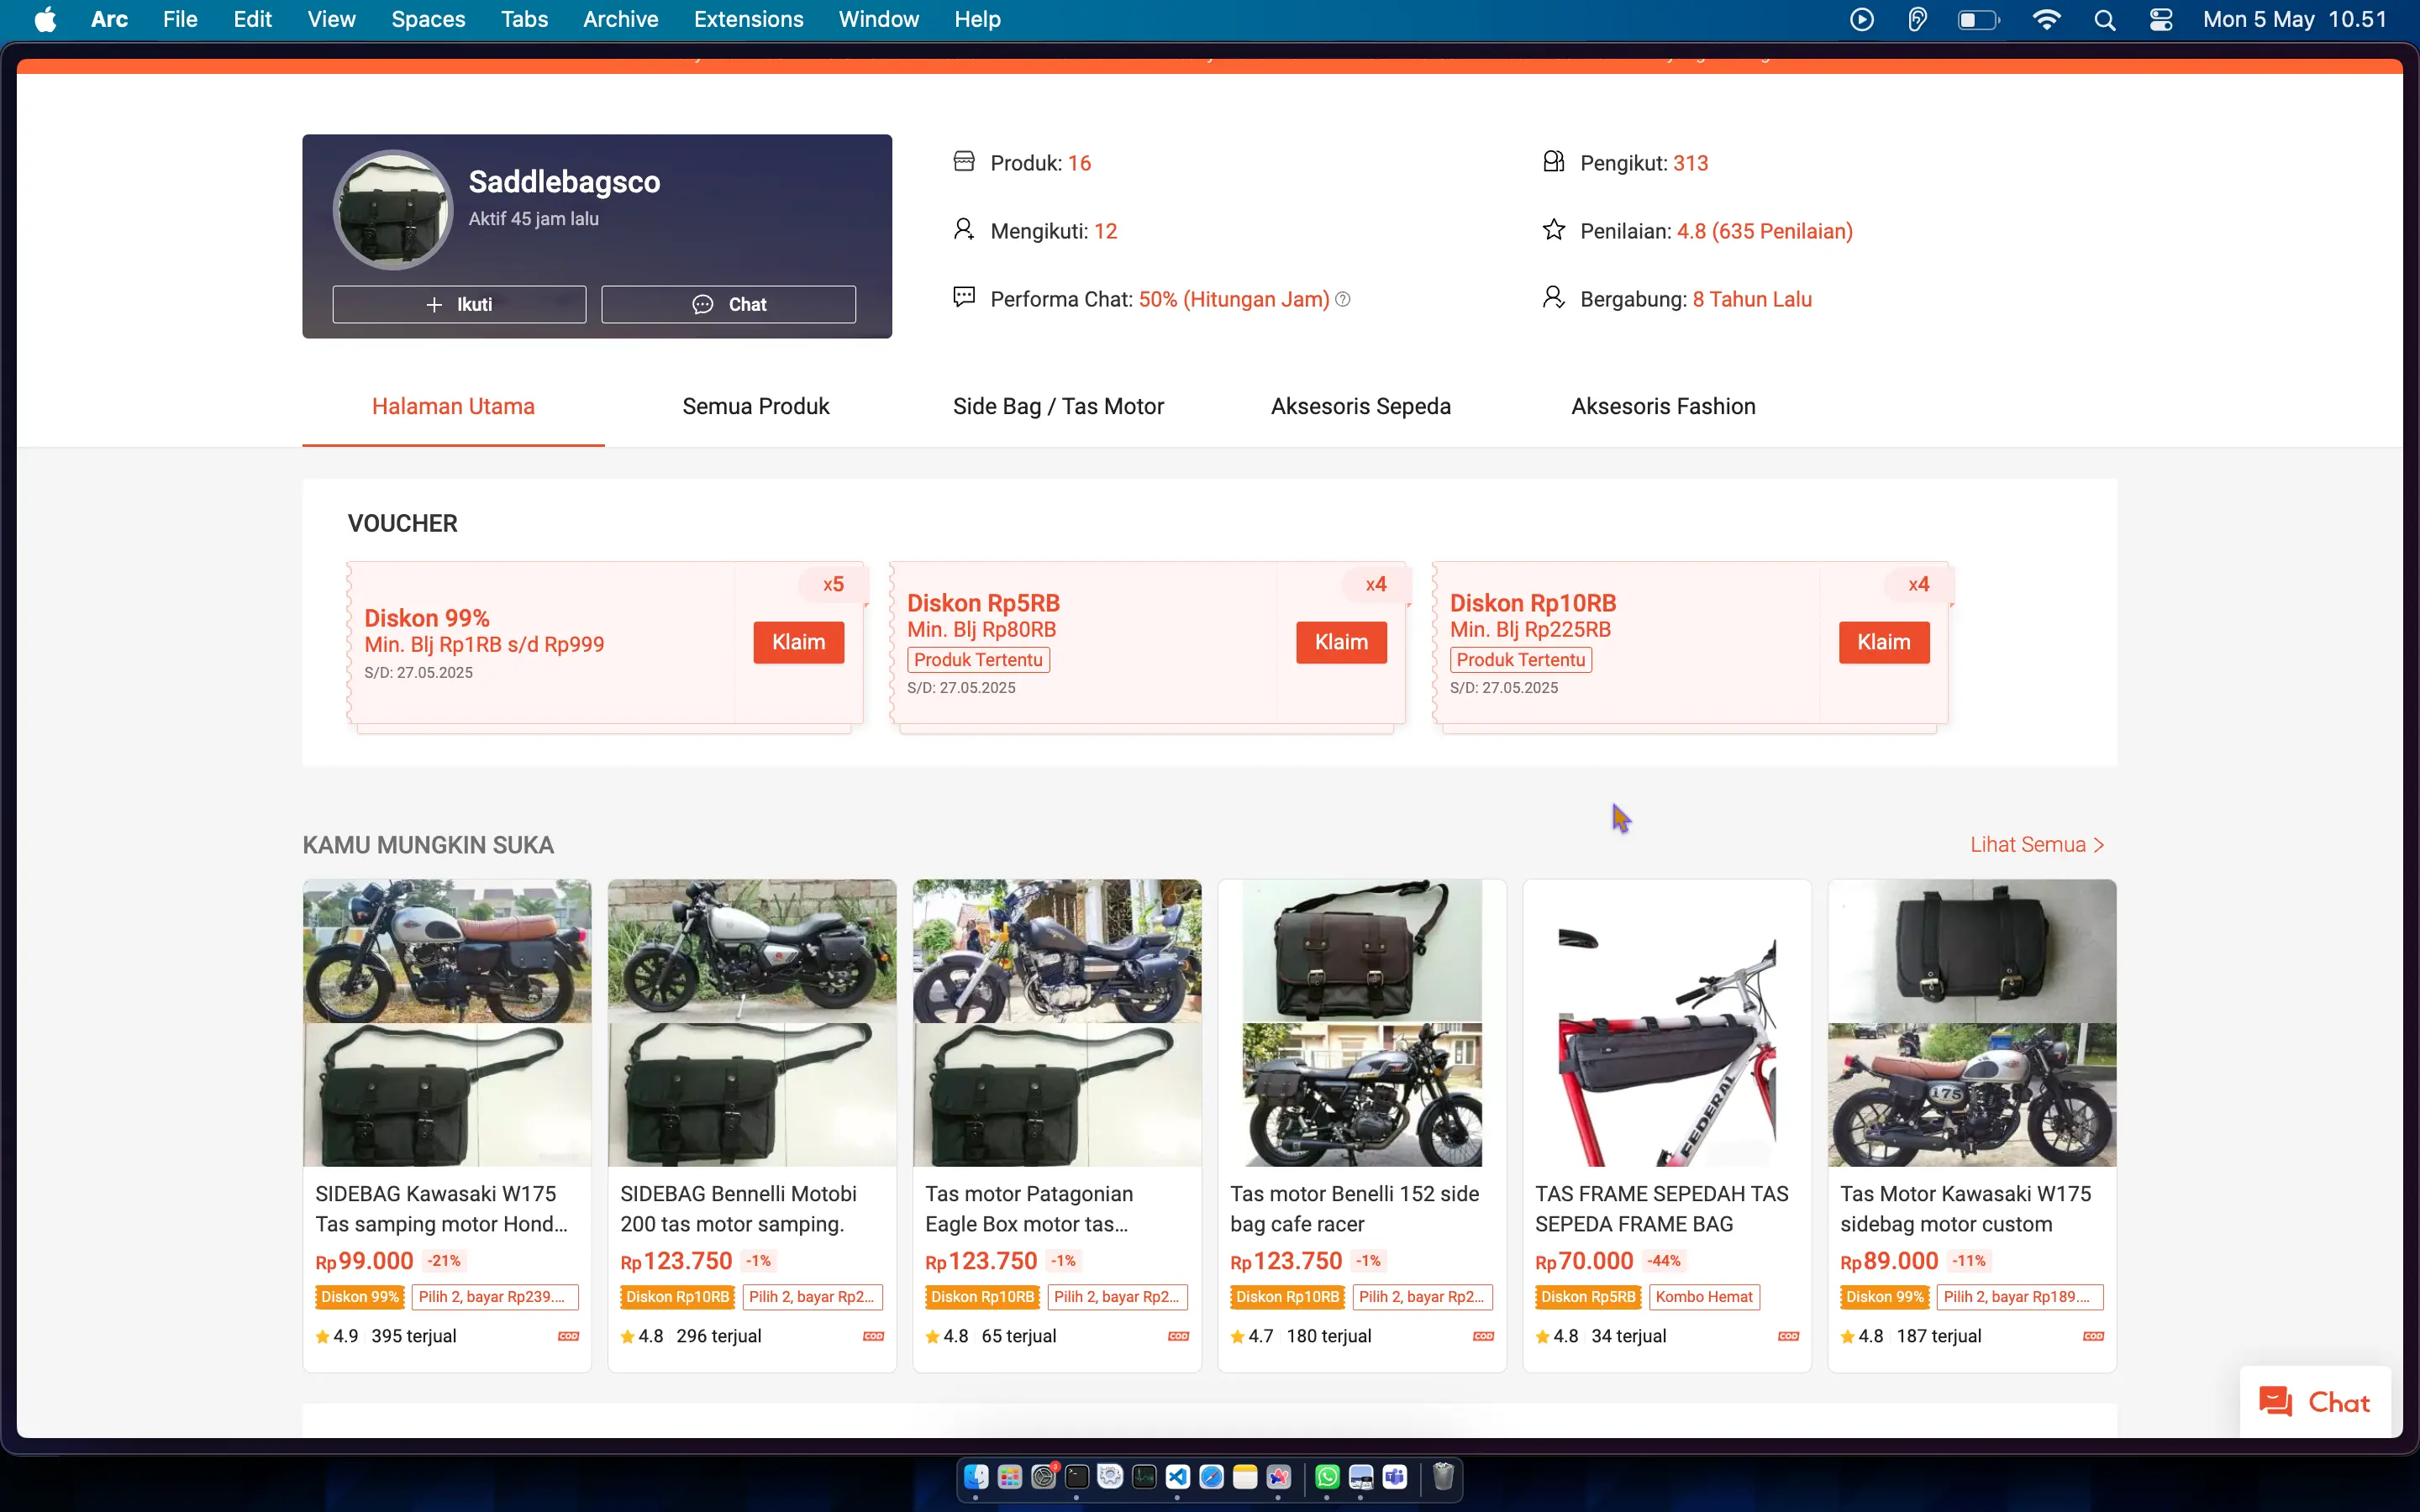 Arc File Edit View Spaces Tabs Archive Extensions Window Help
Mon 5 May 10.51
Saddlebagsco
Aktif 45 jam lalu
+ Ikuti
Chat
Produk: 16
Pengikut: 313
Mengikuti: 12
Penilaian: 4.8 (635 Penilaian)
Performa Chat: 50% (Hitungan Jam)
Bergabung: 8 Tahun Lalu
Halaman Utama
Semua Produk
Side Bag / Tas Motor
Aksesoris Sepeda
Aksesoris Fashion
VOUCHER
x5
Diskon 99%
Min. Blj Rp1RB s/d Rp999
S/D: 27.05.2025
Klaim
x4
Diskon Rp5RB
Min. Blj Rp80RB
Produk Tertentu
S/D: 27.05.2025
Klaim
x4
Diskon Rp10RB
Min. Blj Rp225RB
Produk Tertentu
S/D: 27.05.2025
Klaim
KAMU MUNGKIN SUKA
Lihat Semua >
SIDEBAG Kawasaki W175
Tas samping motor Hond...
Rp99.000 -21%
Diskon 99% Pilih 2, bayar Rp239....
4.9 395 terjual COD
SIDEBAG Bennelli Motobi
200 tas motor samping.
Rp123.750 -1%
Diskon Rp10RB Pilih 2, bayar Rp2...
4.8 296 terjual COD
Tas motor Patagonian
Eagle Box motor tas...
Rp123.750 -1%
Diskon Rp10RB Pilih 2, bayar Rp2...
4.8 65 terjual COD
Tas motor Benelli 152 side
bag cafe racer
Rp123.750 -1%
Diskon Rp10RB Pilih 2, bayar Rp2...
4.7 180 terjual COD
FEDERAL
TAS FRAME SEPEDAH TAS
SEPEDA FRAME BAG
Rp70.000 -44%
Diskon Rp5RB Kombo Hemat
4.8 34 terjual COD
175
Tas Motor Kawasaki W175
sidebag motor custom
Rp89.000 -11%
Diskon 99% Pilih 2, bayar Rp189....
4.8 187 terjual COD
Chat
3